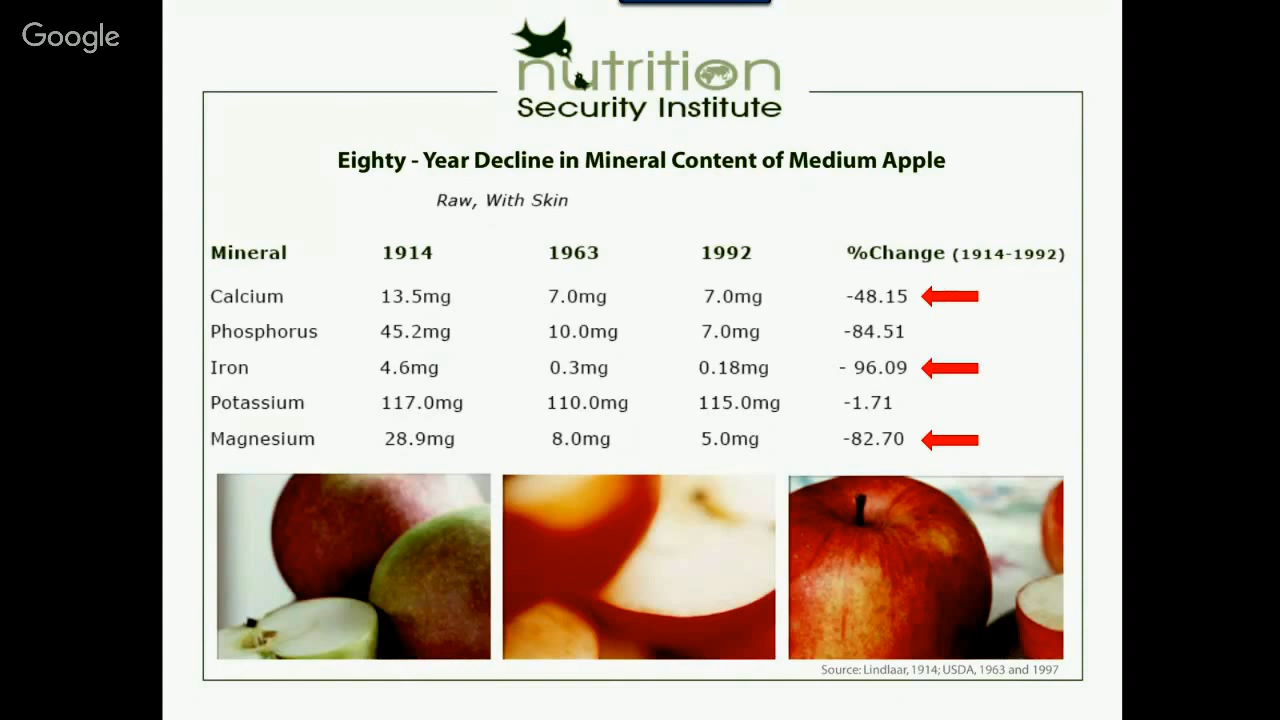 Google
nutrition
Security Institute
Eighty - Year Decline in Mineral Content of Medium Apple
Raw, With Skin
Mineral 1914 1963 1992 %Change (1914-1992)
Calcium 13.5mg 7.0mg 7.0mg -48.15
Phosphorus 45.2mg 10.0mg 7.0mg -84.51
Iron 4.6mg 0.3mg 0.18mg - 96.09
Potassium 117.0mg 110.0mg 115.0mg -1.71
Magnesium 28.9mg 8.0mg 5.0mg -82.70
Source: Lindlaar, 1914; USDA, 1963 and 1997